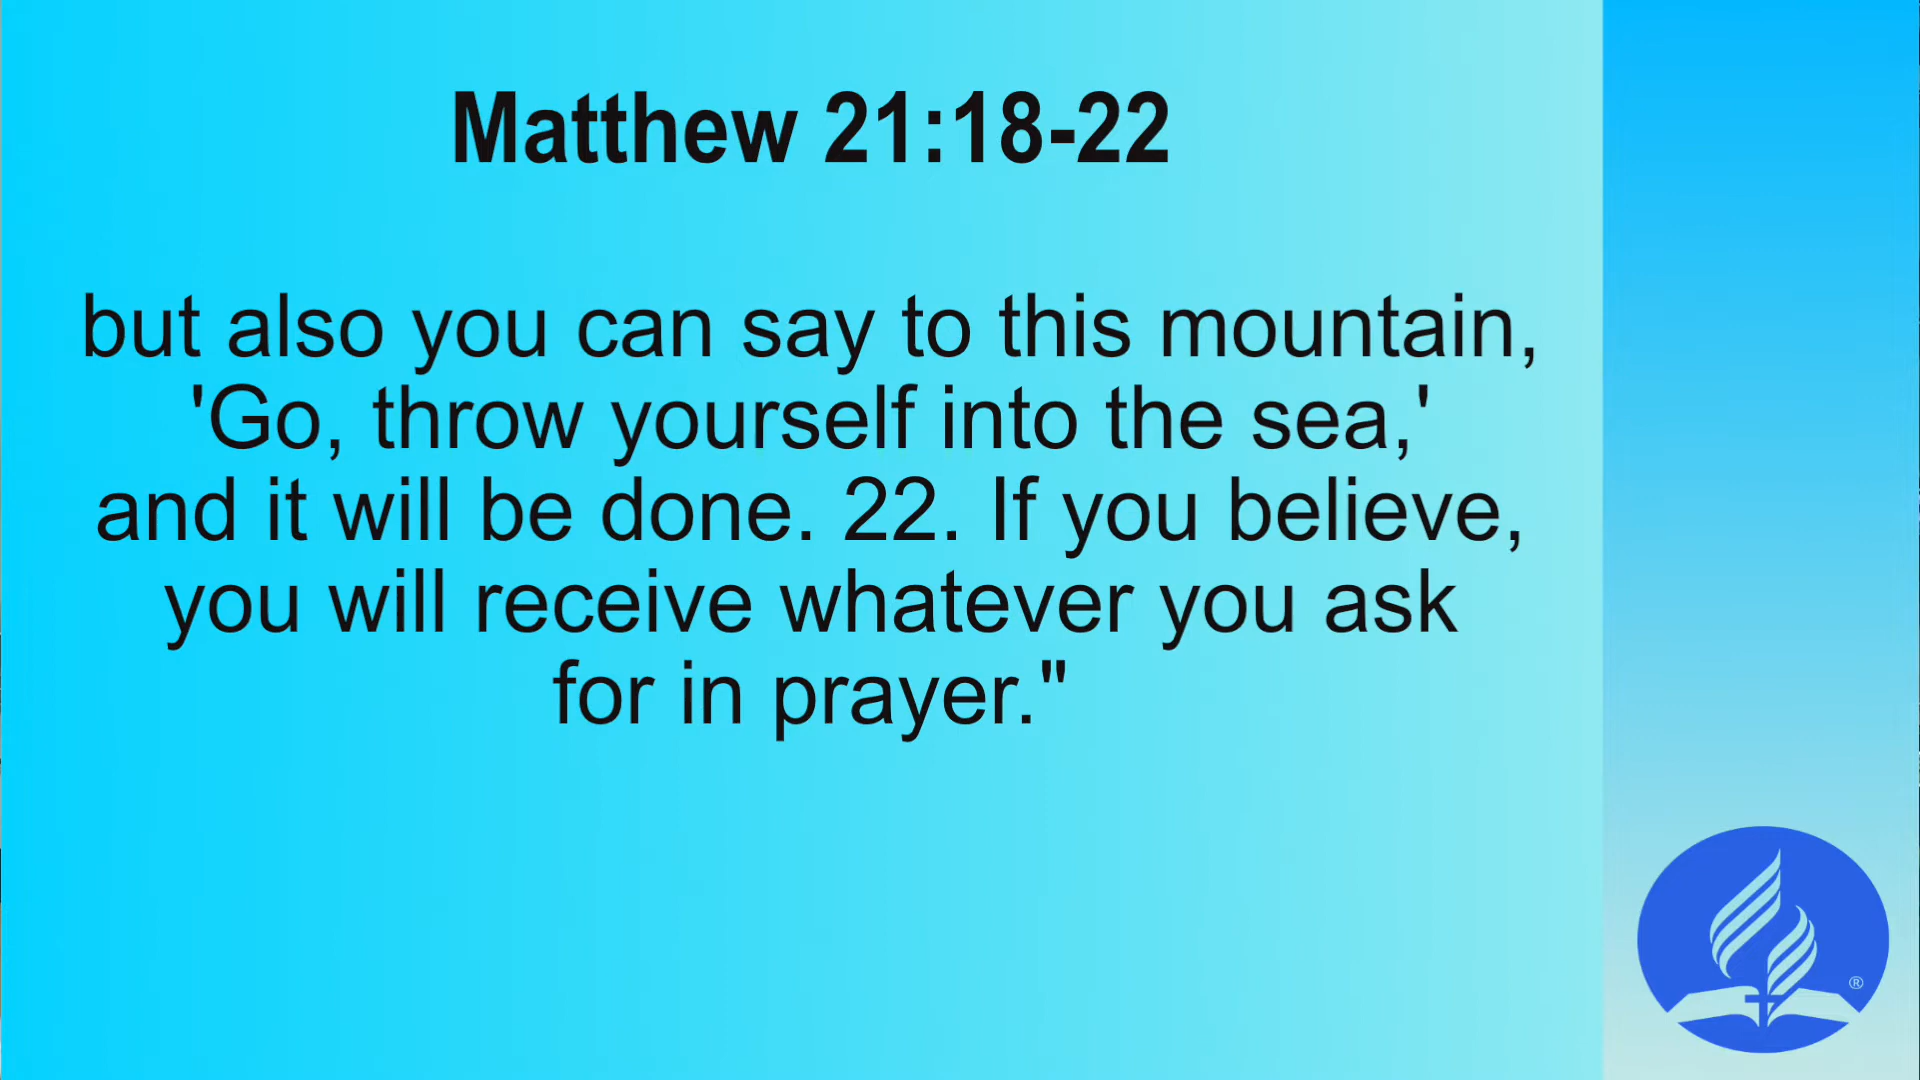 Matthew 21:18-22
but also you can say to this mountain,
'Go, throw yourself into the sea,'
and it will be done. 22. If you believe,
you will receive whatever you ask
for in prayer."
®